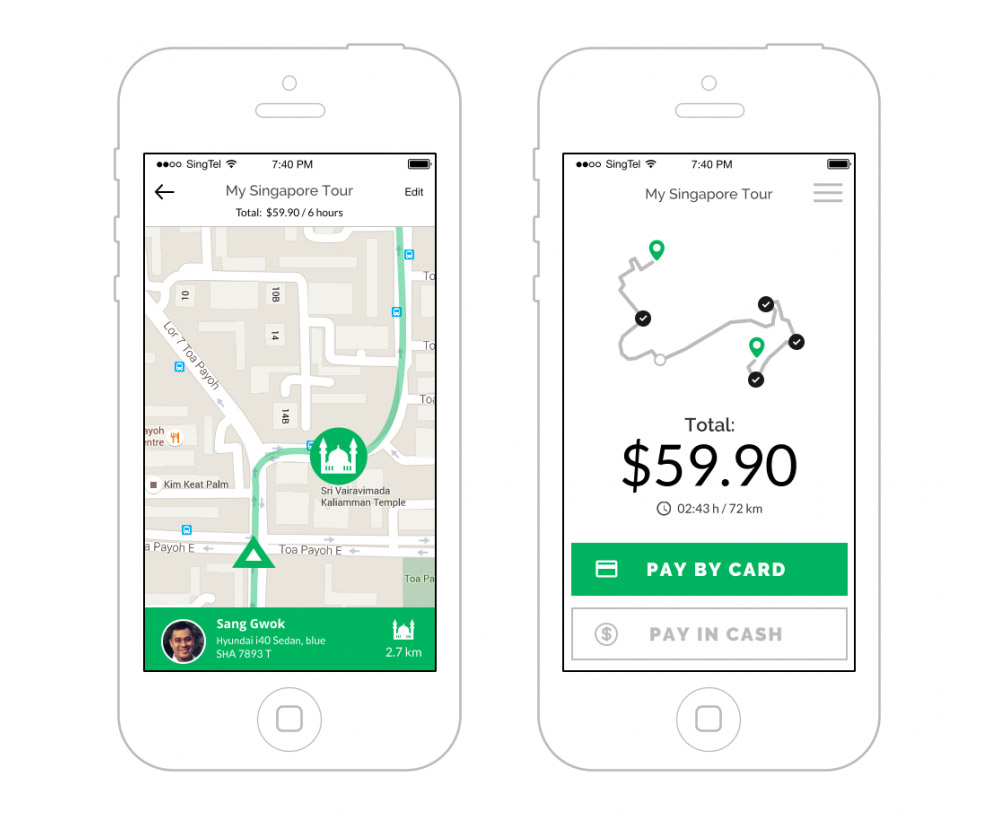 SingTel 7:40 PM
My Singapore Tour Edit
Total: $59.90 / 6 hours
To
01
10B
14
To
Lor 7 Toa Payoh
Toa
14B
ayoh
entre
Kim Keat Palm
Sri Vairavimada
Kaliamman Temple
a Payoh E
Toa Payoh E
Toa Pa
Sang Gwok
Hyundai i40 Sedan, blue
SHA 7893 T
2.7 km
SingTel 7:40 PM
My Singapore Tour
Total:
$59.90
02:43 h / 72 km
PAY BY CARD
$ PAY IN CASH